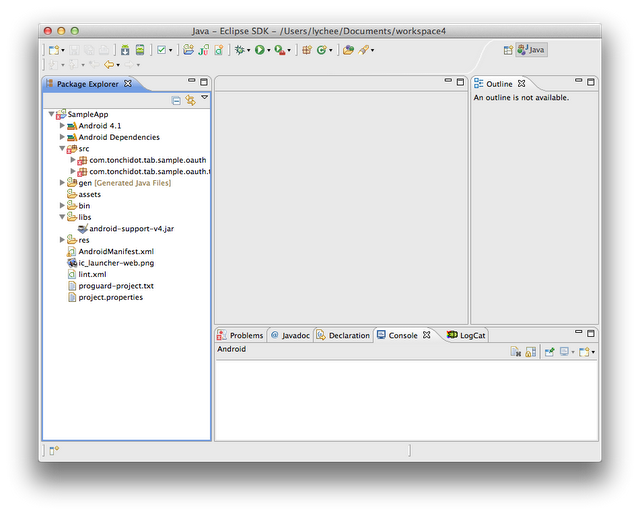 Java - Eclipse SDK - /Users/lychee/Documents/workspace4
Java
Package Explorer
SampleApp
Android 4.1
Android Dependencies
src
com.tonchidot.tab.sample.oauth
com.tonchidot.tab.sample.oauth.
gen [Generated Java Files]
assets
bin
libs
android-support-v4.jar
res
AndroidManifest.xml
ic_launcher-web.png
lint.xml
proguard-project.txt
project.properties
Outline
An outline is not available.
Problems
Javadoc
Declaration
Console
LogCat
Android